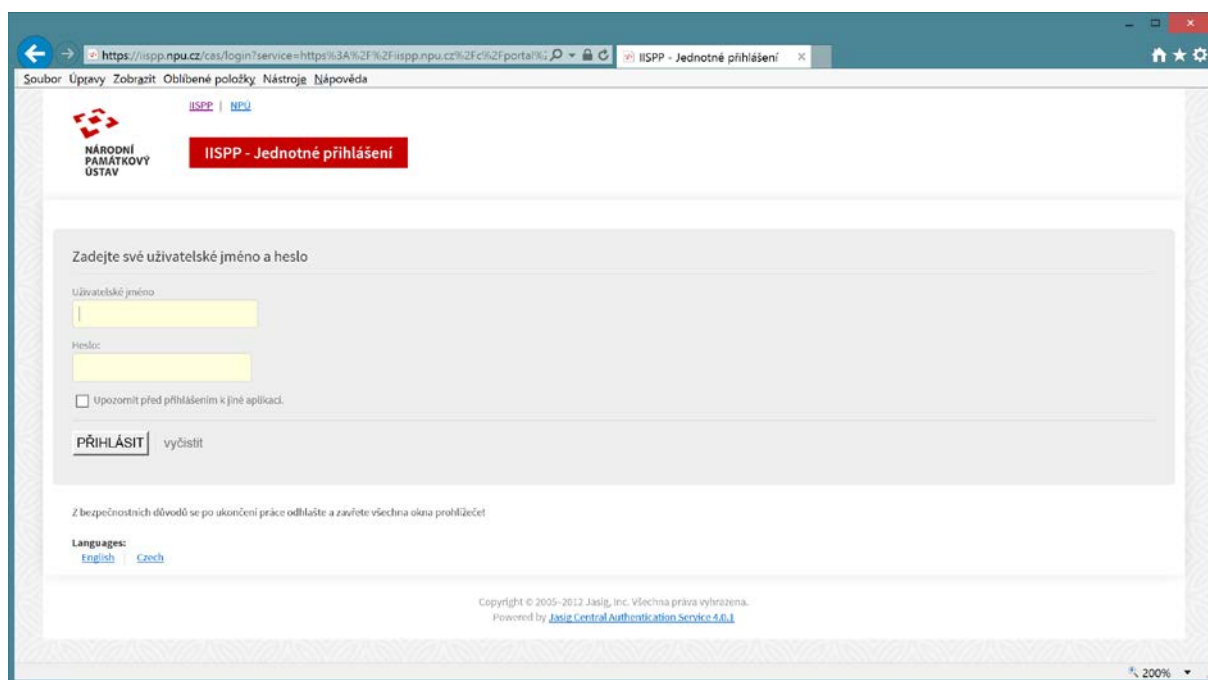 https://iispp.npu.cz/cas/login?service=https%3A%2F%2Fiispp.npu.cz%2Fc%2Fportal%
IISPP - Jednotné přihlášení
Soubor Úpravy Zobrazit Oblíbené položky Nástroje Nápověda
IISPP | NPÚ
NÁRODNÍ
PAMÁTKOVÝ
ÚSTAV
IISPP - Jednotné přihlášení
Zadejte své uživatelské jméno a heslo
Uživatelské jméno
Heslo:
Upozornit před přihlášením k jiné aplikaci.
PŘIHLÁSIT vyčistit
Z bezpečnostních důvodů se po ukončení práce odhlašte a zavřete všechna okna prohlížeče!
Languages:
English Czech
Copyright © 2005-2012 Jasig, Inc. Všechna práva vyhrazena.
Powered by Jasig Central Authentication Service 4.0.1
200%